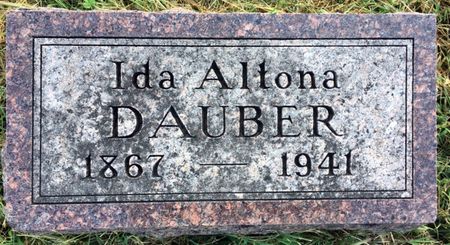 Ida Altona
DAUBER
1867 — 1941